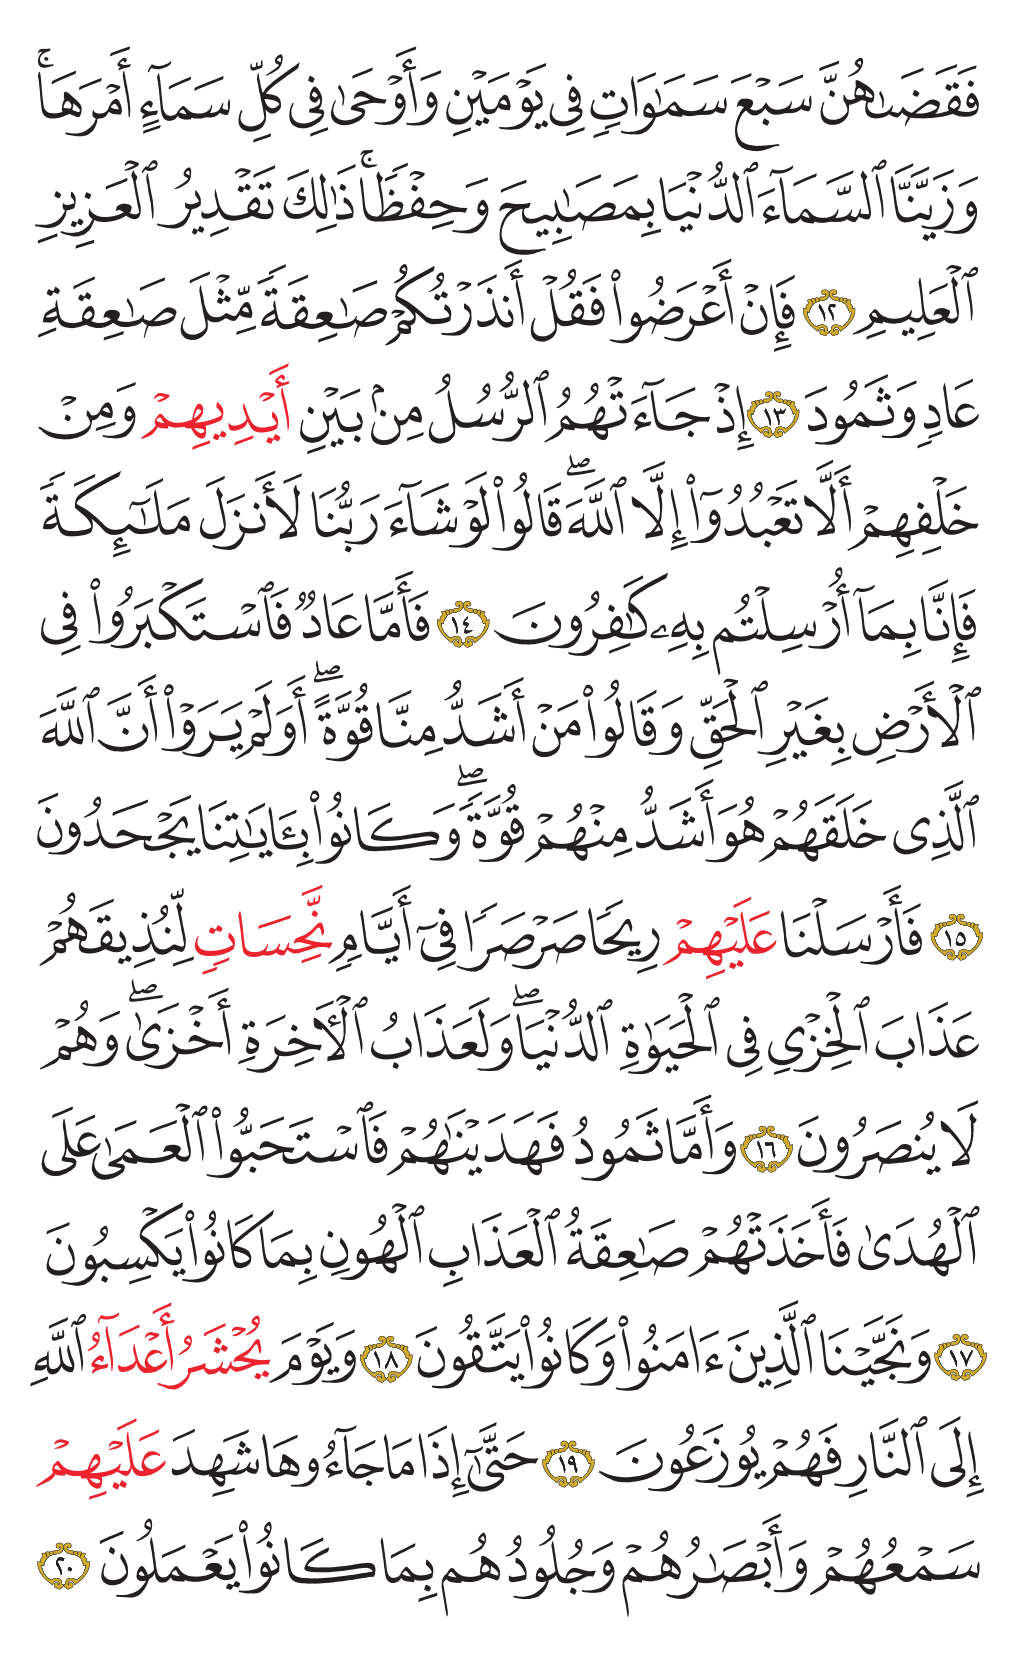 فَقَضَىٰهُنَّ سَبْعَ سَمَٰوَاتٍ فِى يَوْمَيْنِ وَأَوْحَىٰ فِى كُلِّ سَمَآءٍ أَمْرَهَاۚ
وَزَيَّنَّا ٱلسَّمَآءَ ٱلدُّنْيَا بِمَصَٰبِيحَ وَحِفْظًاۚ ذَٰلِكَ تَقْدِيرُ ٱلْعَزِيزِ
ٱلْعَلِيمِ ١٢ فَإِنْ أَعْرَضُوا۟ فَقُلْ أَنذَرْتُكُمْ صَٰعِقَةً مِّثْلَ صَٰعِقَةِ
عَادٍ وَثَمُودَ ١٣ إِذْ جَآءَتْهُمُ ٱلرُّسُلُ مِنۢ بَيْنِ أَيْدِيهِمْ وَمِنْ
خَلْفِهِمْ أَلَّا تَعْبُدُوٓا۟ إِلَّا ٱللَّهَۖ قَالُوا۟ لَوْ شَآءَ رَبُّنَا لَأَنزَلَ مَلَٰٓئِكَةً
فَإِنَّا بِمَآ أُرْسِلْتُم بِهِۦ كَٰفِرُونَ ١٤ فَأَمَّا عَادٌ فَٱسْتَكْبَرُوا۟ فِى
ٱلْأَرْضِ بِغَيْرِ ٱلْحَقِّ وَقَالُوا۟ مَنْ أَشَدُّ مِنَّا قُوَّةًۖ أَوَلَمْ يَرَوْا۟ أَنَّ ٱللَّهَ
ٱلَّذِى خَلَقَهُمْ هُوَ أَشَدُّ مِنْهُمْ قُوَّةًۖ وَكَانُوا۟ بِـَٔايَٰتِنَا يَجْحَدُونَ
١٥ فَأَرْسَلْنَا عَلَيْهِمْ رِيحًا صَرْصَرًا فِىٓ أَيَّامٍ نَّحِسَاتٍ لِّنُذِيقَهُمْ
عَذَابَ ٱلْخِزْيِ فِى ٱلْحَيَوٰةِ ٱلدُّنْيَاۖ وَلَعَذَابُ ٱلْـَٔاخِرَةِ أَخْزَىٰۖ وَهُمْ
لَا يُنصَرُونَ ١٦ وَأَمَّا ثَمُودُ فَهَدَيْنَٰهُمْ فَٱسْتَحَبُّوا۟ ٱلْعَمَىٰ عَلَى
ٱلْهُدَىٰ فَأَخَذَتْهُمْ صَٰعِقَةُ ٱلْعَذَابِ ٱلْهُونِ بِمَا كَانُوا۟ يَكْسِبُونَ
١٧ وَنَجَّيْنَا ٱلَّذِينَ ءَامَنُوا۟ وَكَانُوا۟ يَتَّقُونَ ١٨ وَيَوْمَ يُحْشَرُ أَعْدَآءُ ٱللَّهِ
إِلَى ٱلنَّارِ فَهُمْ يُوزَعُونَ ١٩ حَتَّىٰٓ إِذَا مَا جَآءُوهَا شَهِدَ عَلَيْهِمْ
سَمْعُهُمْ وَأَبْصَٰرُهُمْ وَجُلُودُهُم بِمَا كَانُوا۟ يَعْمَلُونَ ٢٠